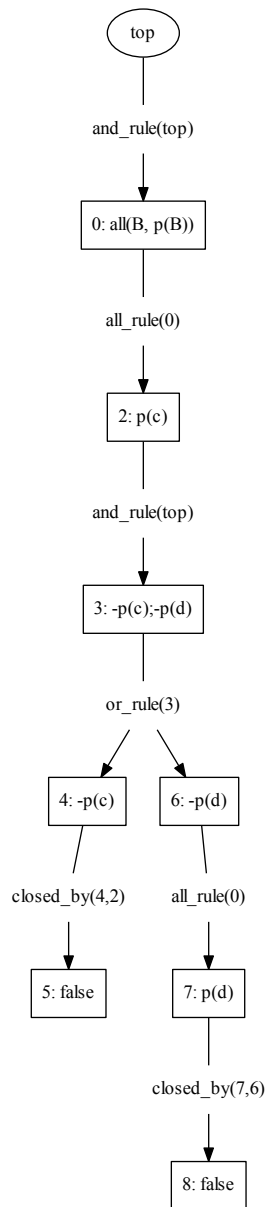 top
and_rule(top)
0: all(B, p(B))
all_rule(0)
2: p(c)
and_rule(top)
3: -p(c);-p(d)
or_rule(3)
4: -p(c)
6: -p(d)
closed_by(4,2)
all_rule(0)
5: false
7: p(d)
closed_by(7,6)
8: false